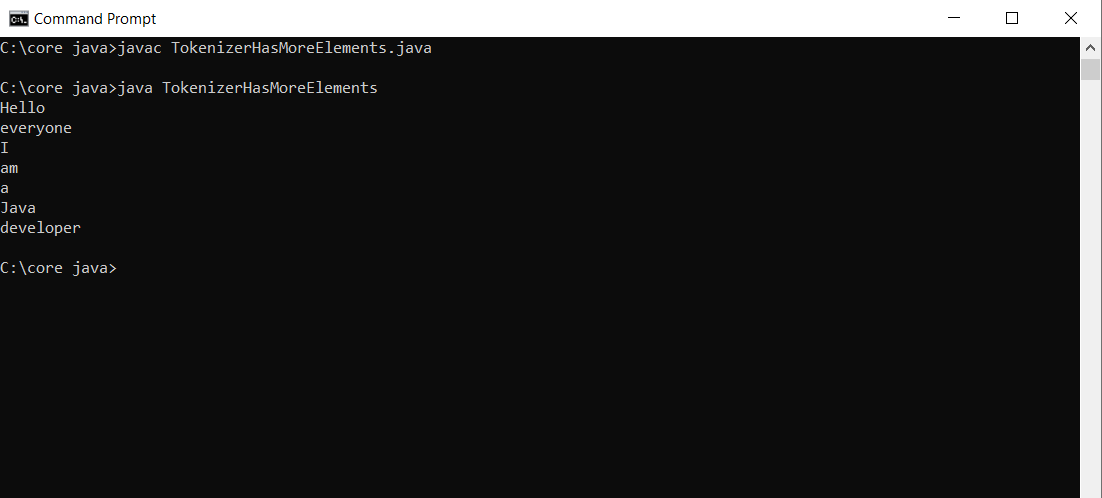 Command Prompt
C:\core java>javac TokenizerHasMoreElements.java
C:\core java>java TokenizerHasMoreElements
Hello
everyone
I
am
a
Java
developer
C:\core java>